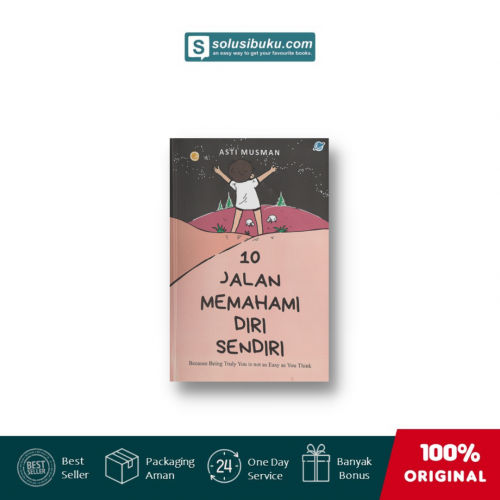 S solusibuku.com
an easy way to get your favourite books.
ASTI MUSMAN
10
JALAN
MEMAHAMI
DIRI
SENDIRI
Because Being Truly You is not as Easy as You Think
BEST SELLER
Best Seller
Packaging Aman
24
One Day Service
Banyak Bonus
100%
ORIGINAL